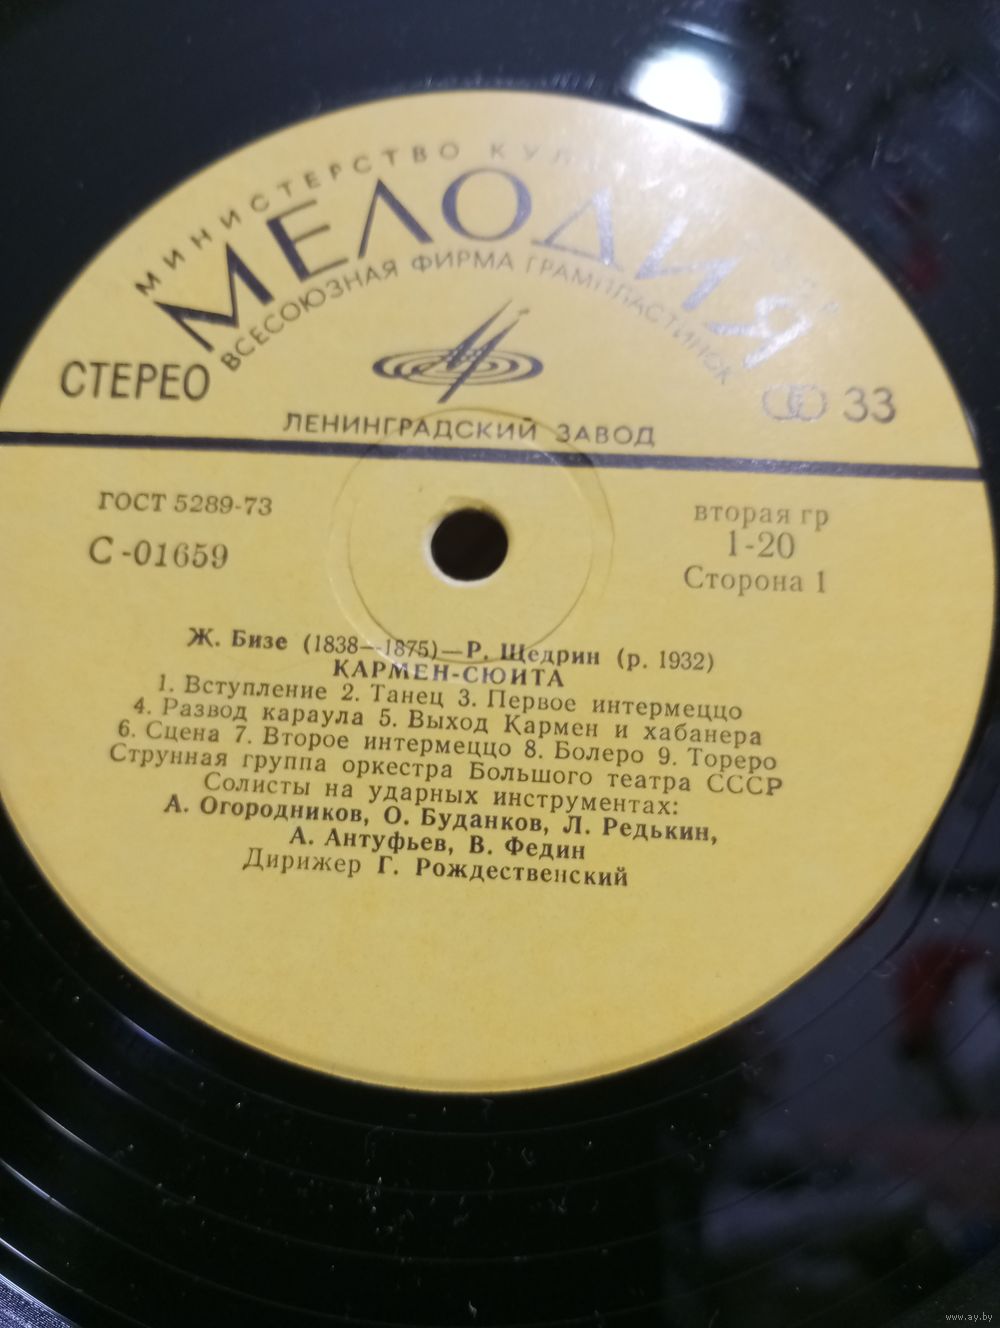 МИНИСТЕРСТВО
МЕЛОДИЯ
ВСЕСОЮЗНАЯ ФИРМА ГРАМПЛАСТИНОК
СТЕРЕО
33
ЛЕНИНГРАДСКИЙ ЗАВОД
ГОСТ 5289-73
вторая гр
С-01659
1-20
Сторона 1
Ж. Бизе (1838—1875)—Р. Щедрин (р. 1932)
КАРМЕН-СЮИТА
1. Вступление 2. Танец 3. Первое интермеццо
4. Развод караула 5. Выход Кармен и хабанера
6. Сцена 7. Второе интермеццо 8. Болеро 9. Тореро
Струнная группа оркестра Большого театра СССР
Солисты на ударных инструментах:
А. Огородников, О. Буданков, Л. Редькин,
А. Антуфьев, В. Федин
Дирижер Г. Рождественский
www.ay.by